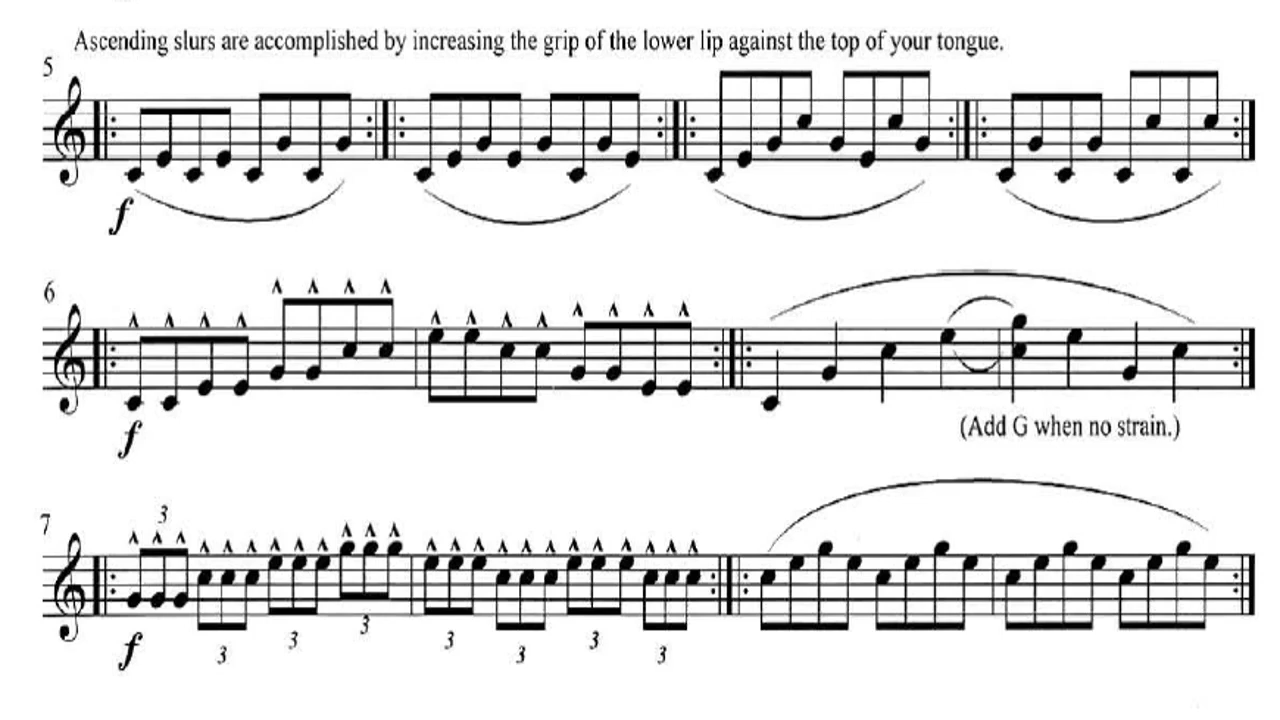 Ascending slurs are accomplished by increasing the grip of the lower lip against the top of your tongue.
5
f
6
f
(Add G when no strain.)
7
3
f
3
3
3
3
3
3
3